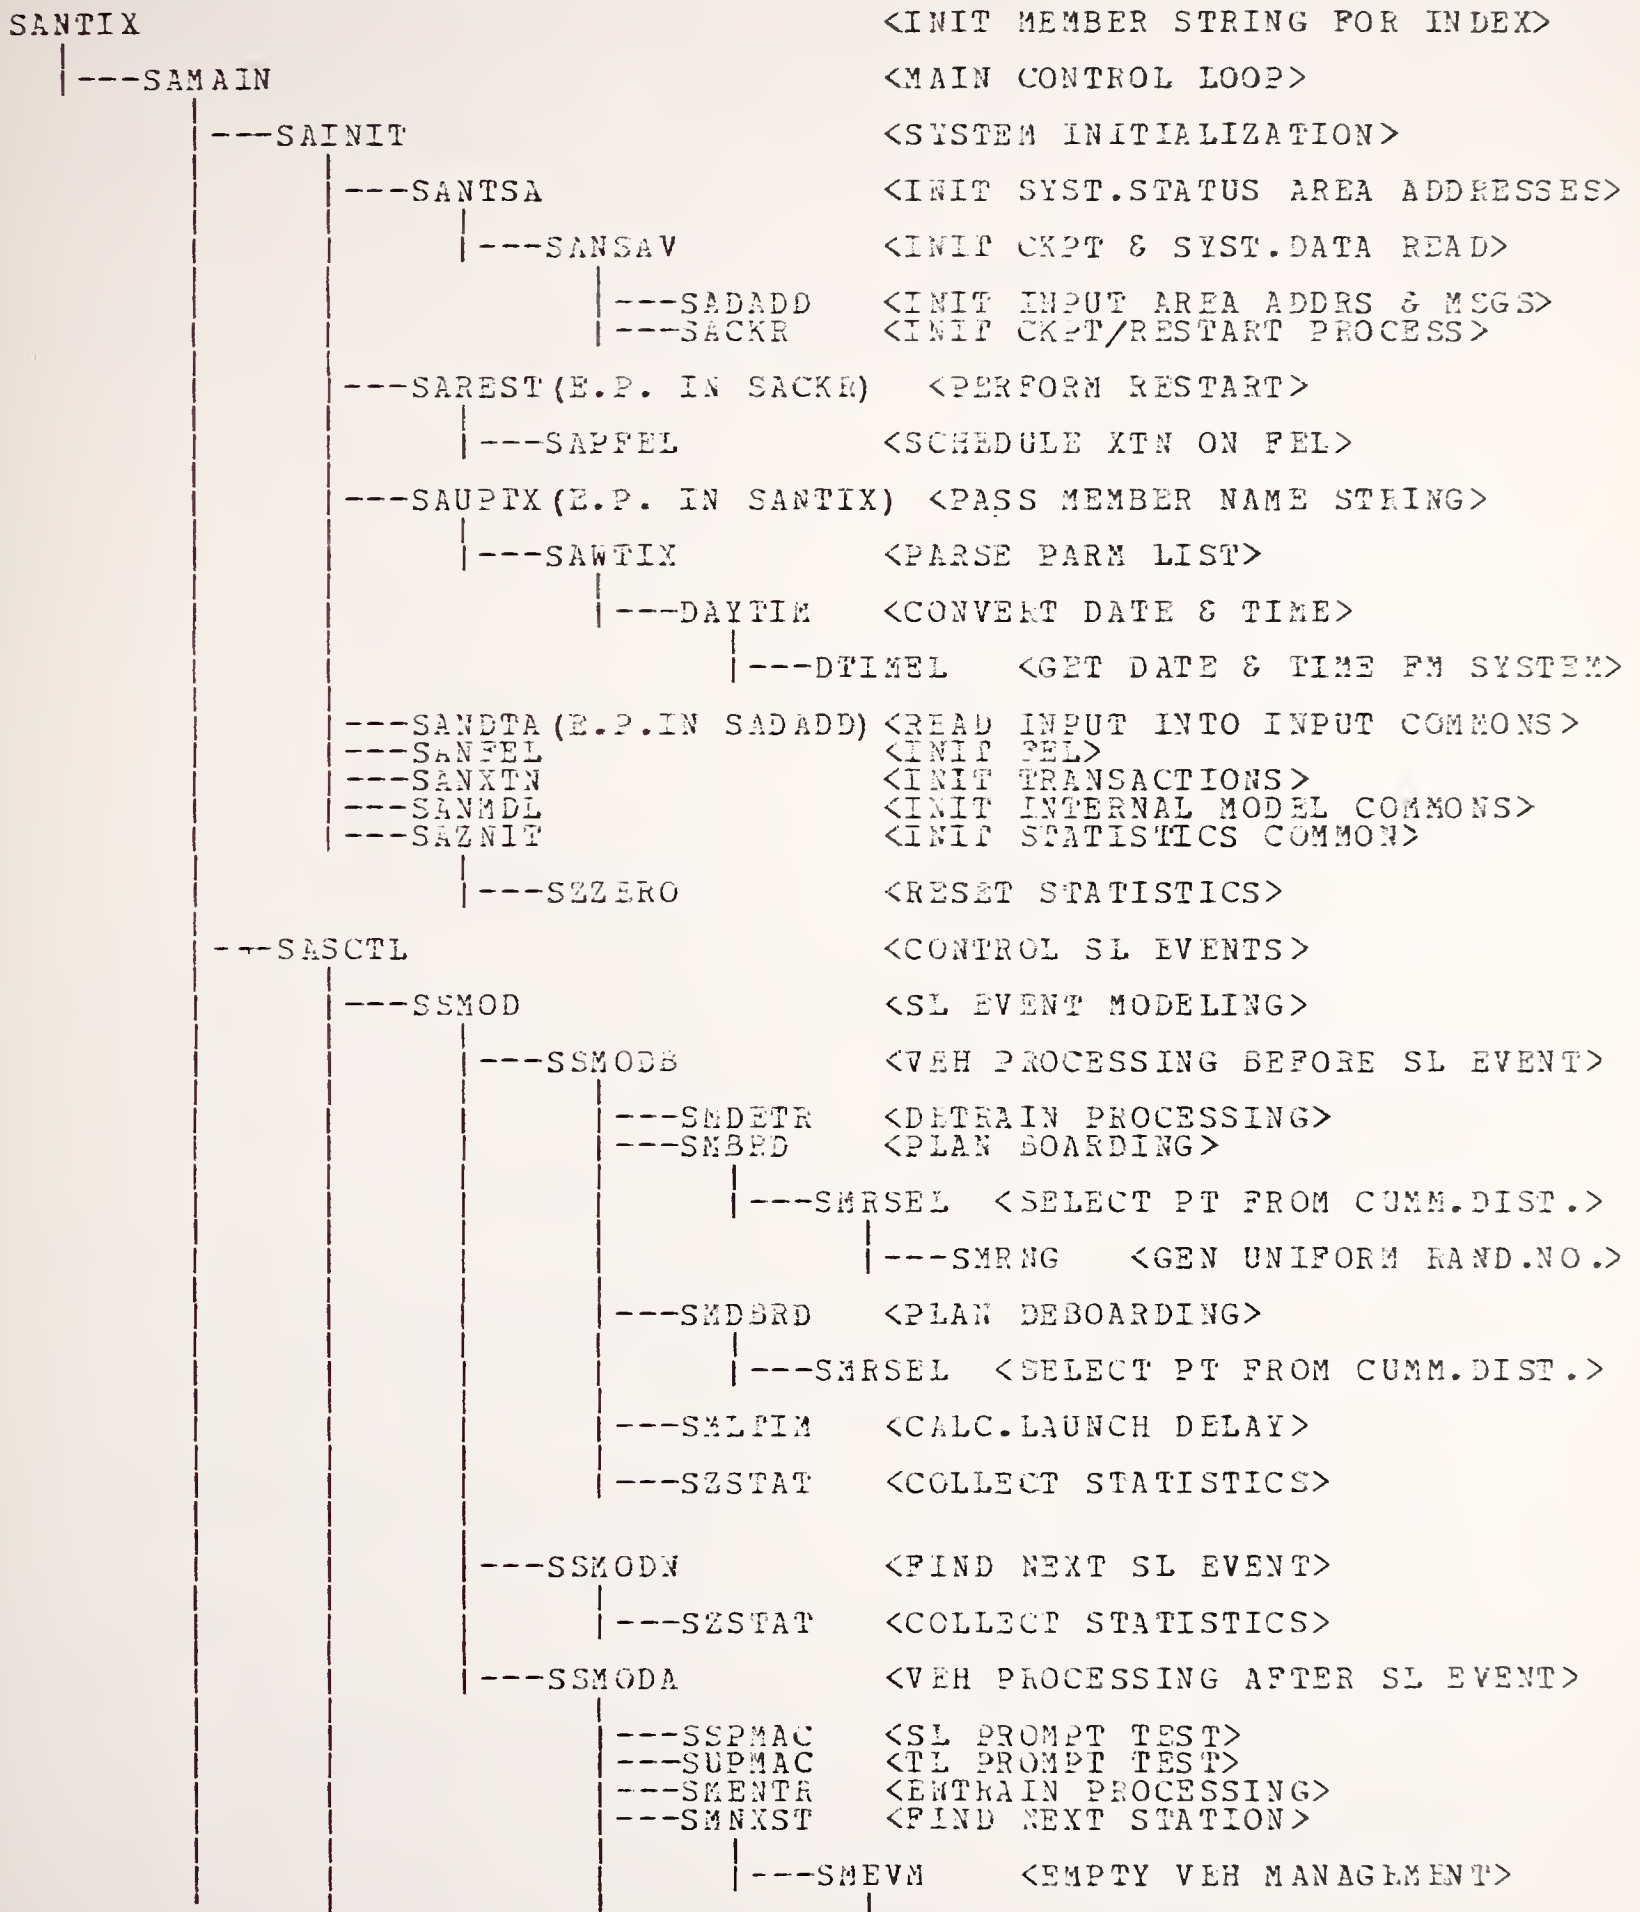 SANTIX <INIT MEMBER STRING FOR INDEX>
|---SAMAIN <MAIN CONTROL LOOP>
|---SAINIT <SYSTEM INITIALIZATION>
|---SANTSA <INIT SYST.STATUS AREA ADDRESSES>
|---SANSAV <INIT CKPT & SYST.DATA READ>
|---SADADD <INIT INPUT AREA ADDRS & MSGS>
|---SACKR <INIT CKPT/RESTART PROCESS>
---SAREST(E.P. IN SACKR) <PERFORM RESTART>
|---SAPFEL <SCHEDULE XTN ON FEL>
---SAUPTX(E.P. IN SANTIX) <PASS MEMBER NAME STRING>
|---SAWTIX <PARSE PARM LIST>
|---DAYTIM <CONVERT DATE & TIME>
|---DTIMEL <GET DATE & TIME FM SYSTEM>
---SANDTA(E.P.IN SADADD) <READ INPUT INTO INPUT COMMONS>
---SANFEL <INIT FEL>
---SANXTN <INIT TRANSACTIONS>
---SANMDL <INIT INTERNAL MODEL COMMONS>
---SAZNIT <INIT STATISTICS COMMON>
|---SZZERO <RESET STATISTICS>
---SASCTL <CONTROL SL EVENTS>
|---SSMOD <SL EVENT MODELING>
|---SSMODB <VEH PROCESSING BEFORE SL EVENT>
|---SMDETR <DETRAIN PROCESSING>
|---SMBRD <PLAN BOARDING>
|---SMRSEL <SELECT PT FROM CUMM.DIST.>
|---SMRNG <GEN UNIFORM RAND.NO.>
|---SMDBRD <PLAN DEBOARDING>
|---SMRSEL <SELECT PT FROM CUMM.DIST.>
|---SMLTIM <CALC.LAUNCH DELAY>
|---SZSTAT <COLLECT STATISTICS>
|---SSMODN <FIND NEXT SL EVENT>
|---SZSTAT <COLLECT STATISTICS>
|---SSMODA <VEH PROCESSING AFTER SL EVENT>
|---SSPMAC <SL PROMPT TEST>
|---SUPMAC <TL PROMPT TEST>
|---SMENTR <ENTRAIN PROCESSING>
|---SMNXST <FIND NEXT STATION>
|---SMEVM <EMPTY VEH MANAGEMENT>